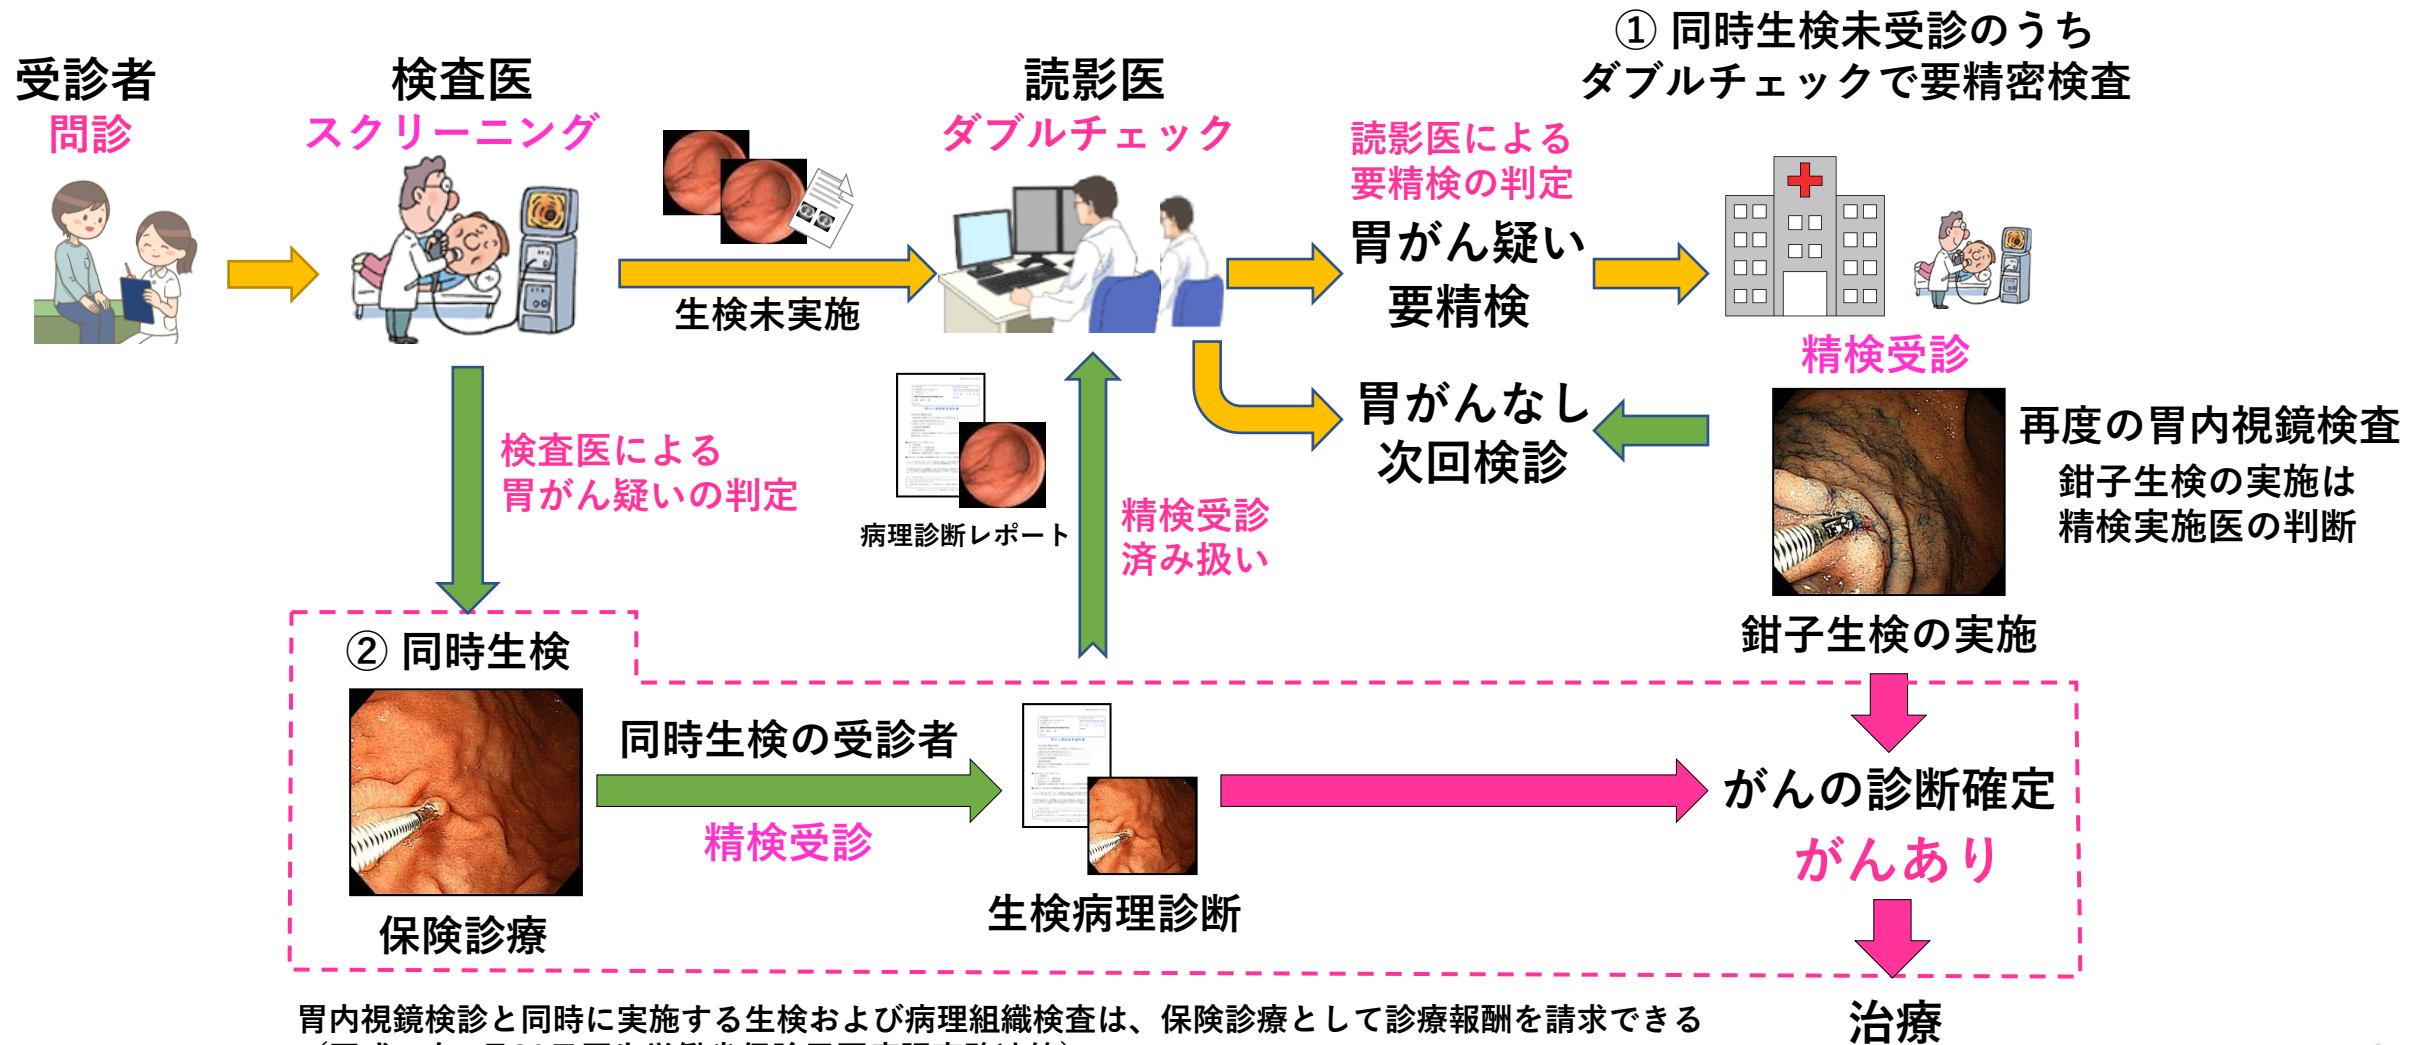 受診者
問診
検査医
スクリーニング
読影医
ダブルチェック
① 同時生検未受診のうち
ダブルチェックで要精密検査
生検未実施
読影医による
要精検の判定
胃がん疑い
要精検
精検受診
胃がんなし
次回検診
再度の胃内視鏡検査
鉗子生検の実施は
精検実施医の判断
鉗子生検の実施
検査医による
胃がん疑いの判定
病理診断レポート
精検受診
済み扱い
② 同時生検
保険診療
同時生検の受診者
精検受診
生検病理診断
がんの診断確定
がんあり
治療
胃内視鏡検診と同時に実施する生検および病理組織検査は、保険診療として診療報酬を請求できる